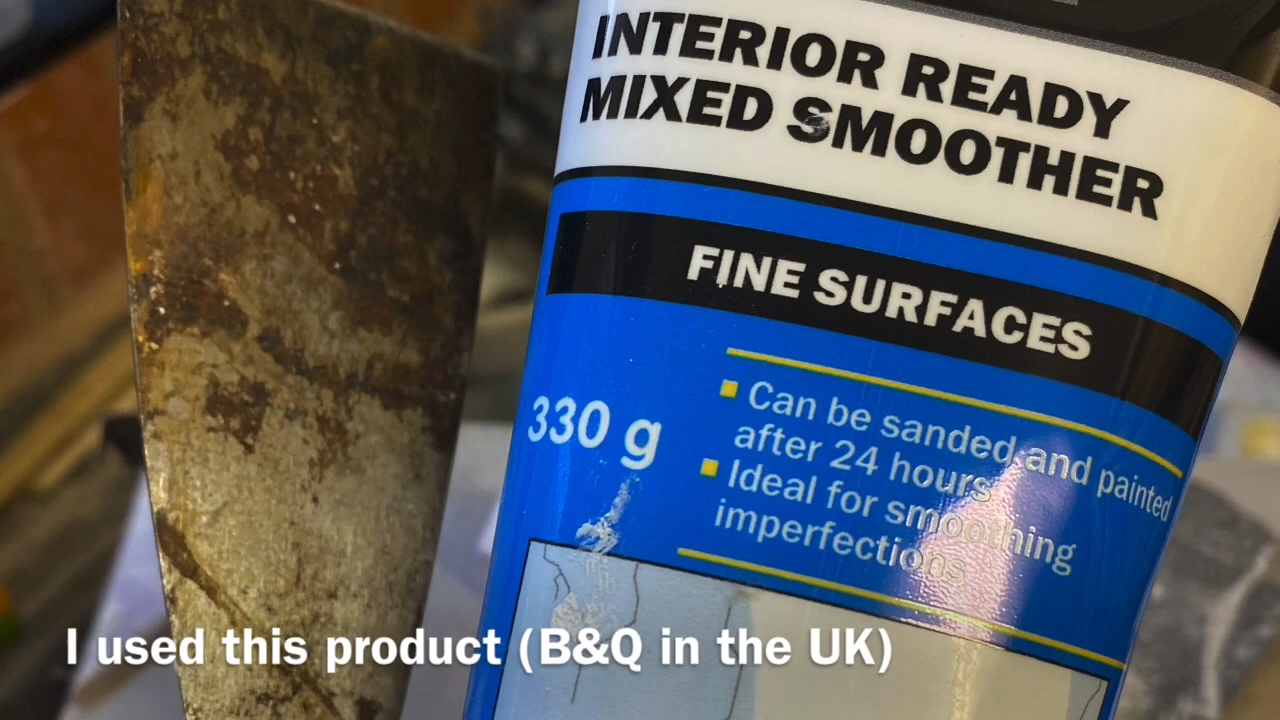 INTERIOR READY
MIXED SMOOTHER
FINE SURFACES
330 g
▪ Can be sanded and painted
after 24 hours
▪ Ideal for smoothing
imperfections
I used this product (B&Q in the UK)